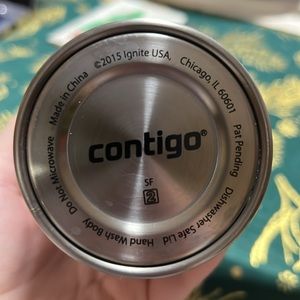 ©2015 Ignite USA, Chicago, IL 60601 Pat Pending Dishwasher Safe Lid Hand Wash Body Do Not Microwave Made in China
contigo®
SF
2